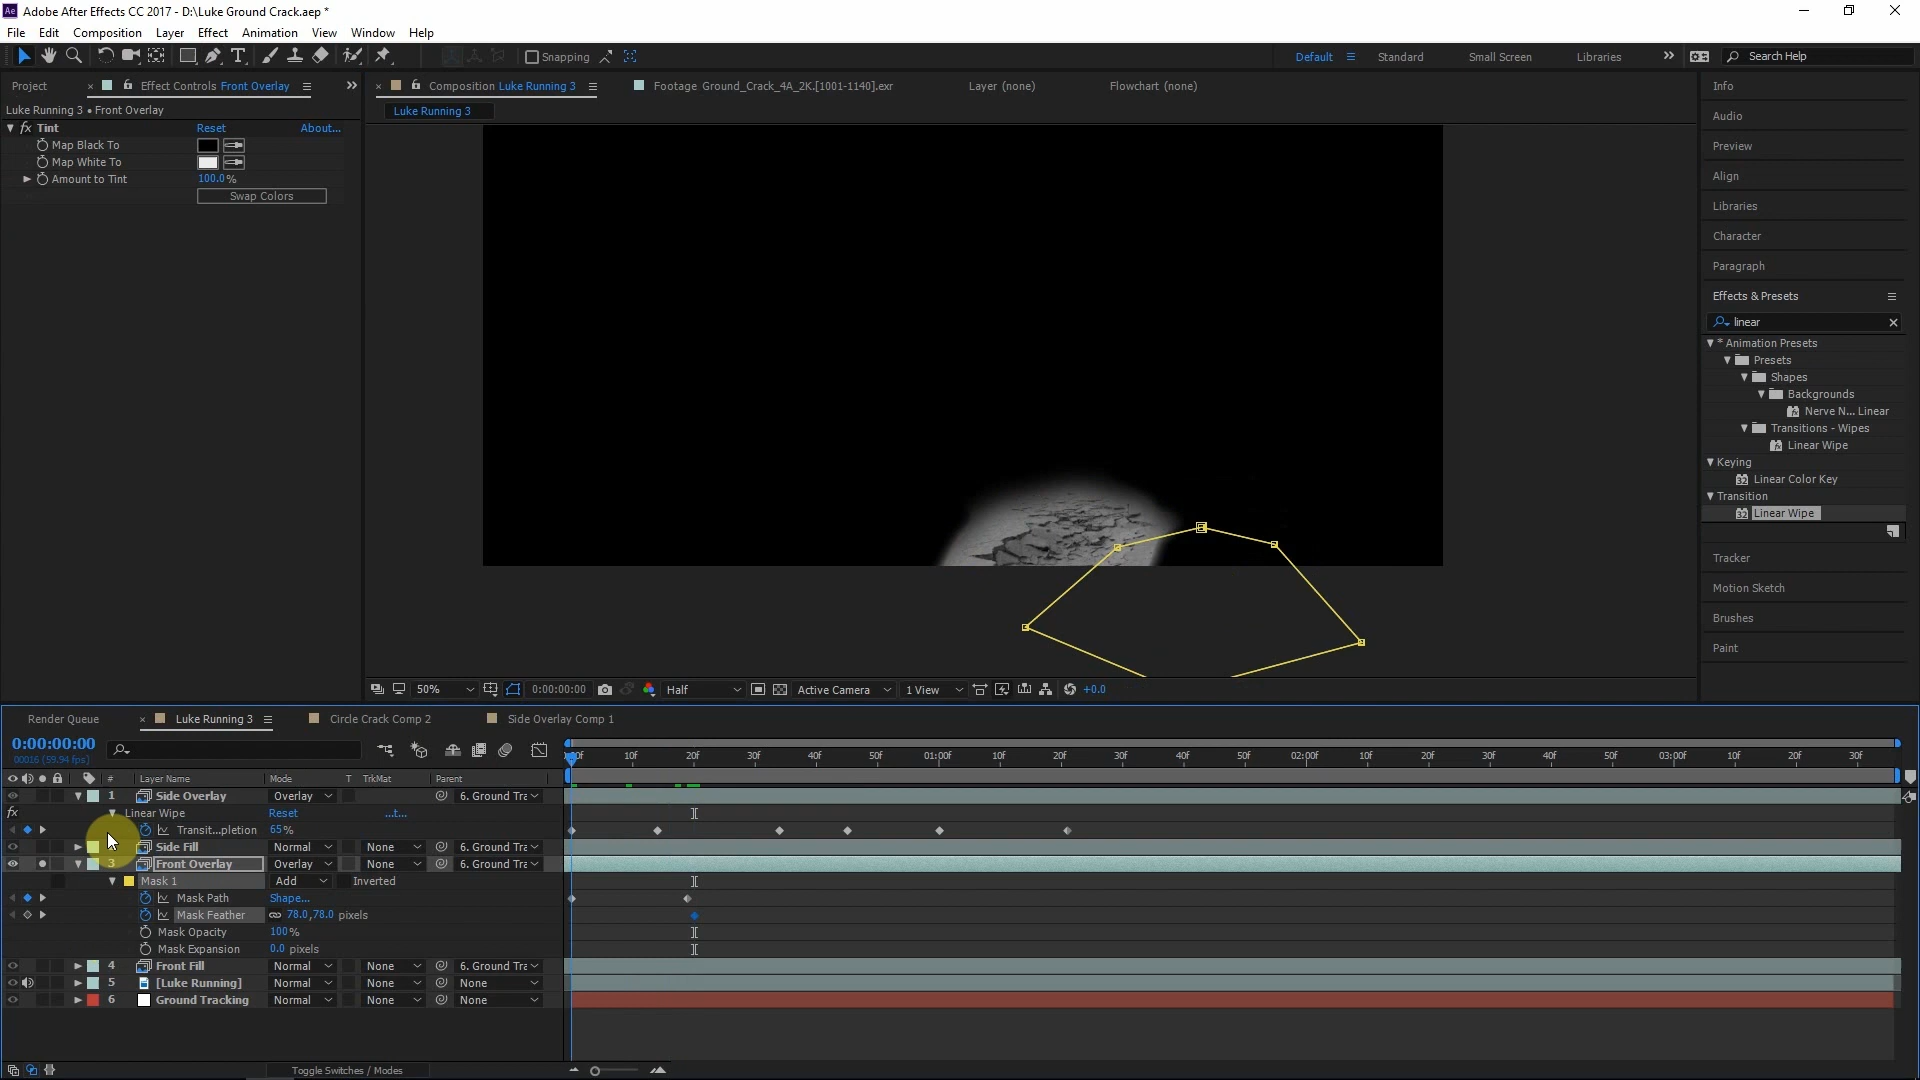 Adobe After Effects CC 2017 - D:\Luke Ground Crack.aep *
File Edit Composition Layer Effect Animation View Window Help
Snapping Default Standard Small Screen Libraries Search Help
Project Effect Controls Front Overlay
Composition Luke Running 3 Footage Ground_Crack_4A_2K.[1001-1140].exr Layer (none) Flowchart (none)
Luke Running 3 • Front Overlay
Luke Running 3
fx Tint Reset About...
Map Black To
Map White To
Amount to Tint 100.0%
Swap Colors
Info
Audio
Preview
Align
Libraries
Character
Paragraph
Effects & Presets
linear
* Animation Presets
Presets
Shapes
Backgrounds
Nerve N... Linear
Transitions - Wipes
Linear Wipe
Keying
Linear Color Key
Transition
Linear Wipe
Tracker
Motion Sketch
Brushes
Paint
50% 0:00:00:00 Half Active Camera 1 View +0.0
Render Queue Luke Running 3 Circle Crack Comp 2 Side Overlay Comp 1
0:00:00:00
00016 (59.94 fps)
10f 20f 30f 40f 50f 01:00f 10f 20f 30f 40f 50f 02:00f 10f 20f 30f 40f 50f 03:00f 10f 20f 30f
# Layer Name Mode T TrkMat Parent
1 Side Overlay Overlay 6. Ground Tra
fx Linear Wipe Reset ...t...
Transit...pletion 65%
Side Fill Normal None 6. Ground Tra
3 Front Overlay Overlay None 6. Ground Tra
Mask 1 Add Inverted
Mask Path Shape...
Mask Feather 78.0,78.0 pixels
Mask Opacity 100%
Mask Expansion 0.0 pixels
4 Front Fill Normal None 6. Ground Tra
5 [Luke Running] Normal None None
6 Ground Tracking Normal None None
Toggle Switches / Modes